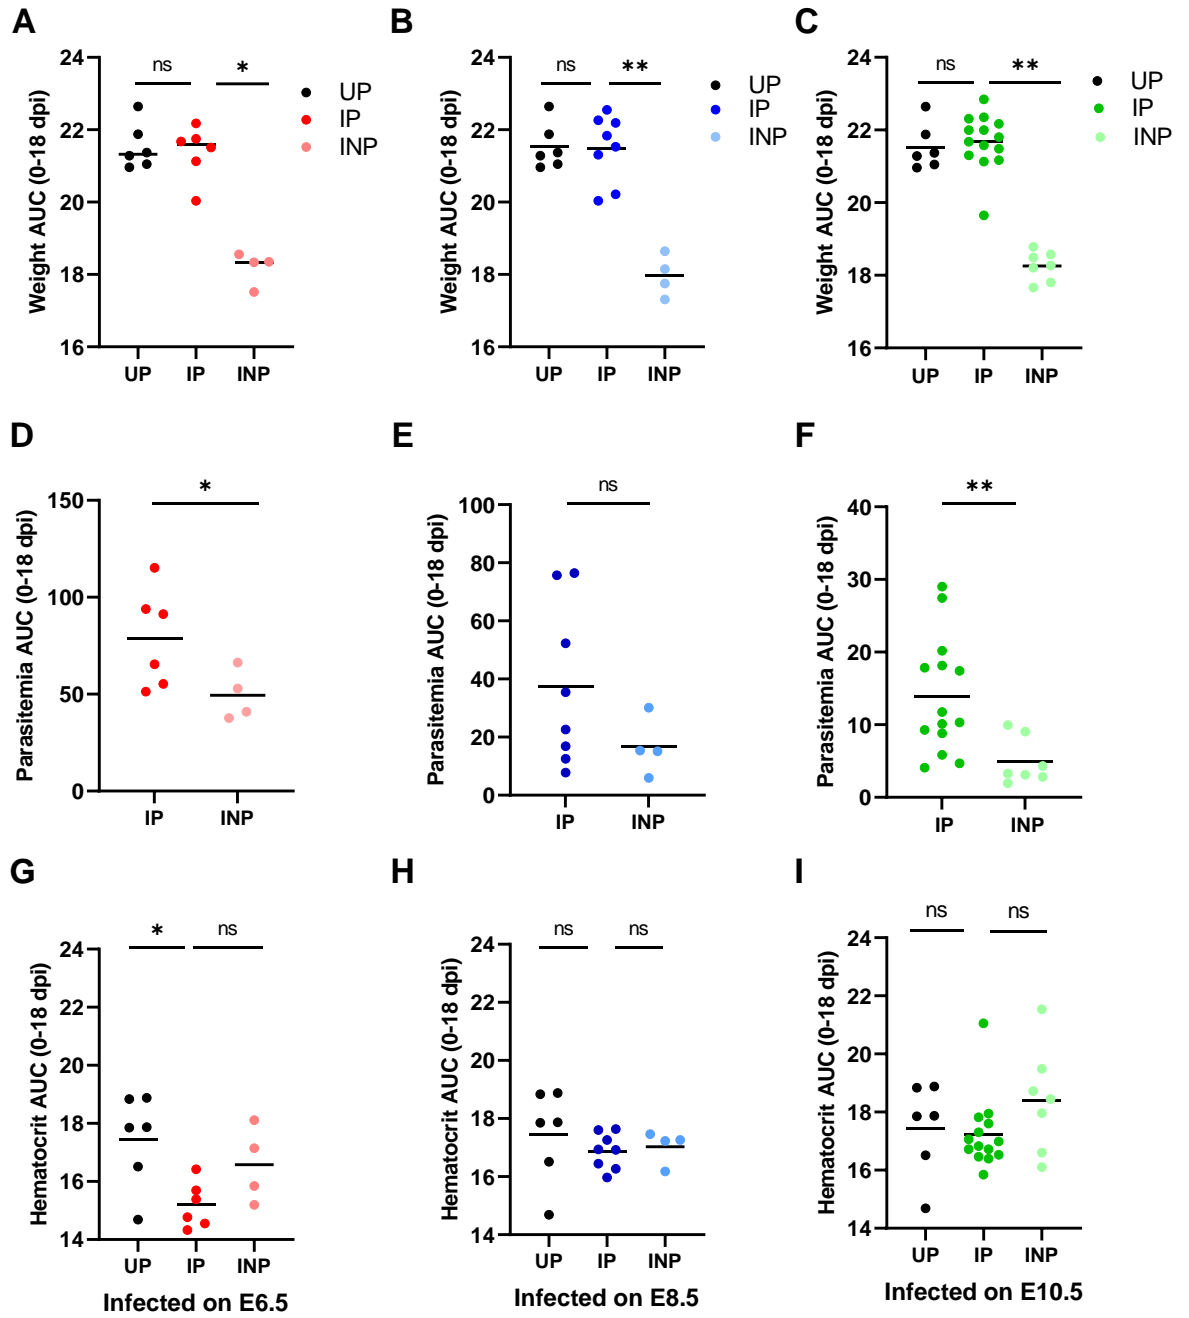 A
B
C
24
22
20
18
16
Weight AUC (0-18 dpi)
ns
*
UP
IP
INP
UP
IP
INP
24
22
20
18
16
Weight AUC (0-18 dpi)
ns
**
UP
IP
INP
UP
IP
INP
24
22
20
18
16
Weight AUC (0-18 dpi)
ns
**
UP
IP
INP
UP
IP
INP
D
E
F
150
100
50
0
Parasitemia AUC (0-18 dpi)
*
IP
INP
100
80
60
40
20
0
Parasitemia AUC (0-18 dpi)
ns
IP
INP
40
30
20
10
0
Parasitemia AUC (0-18 dpi)
**
IP
INP
G
H
I
24
22
20
18
16
14
Hematocrit AUC (0-18 dpi)
*
ns
UP
IP
INP
Infected on E6.5
24
22
20
18
16
14
Hematocrit AUC (0-18 dpi)
ns
ns
UP
IP
INP
Infected on E8.5
24
22
20
18
16
14
Hematocrit AUC (0-18 dpi)
ns
ns
UP
IP
INP
Infected on E10.5